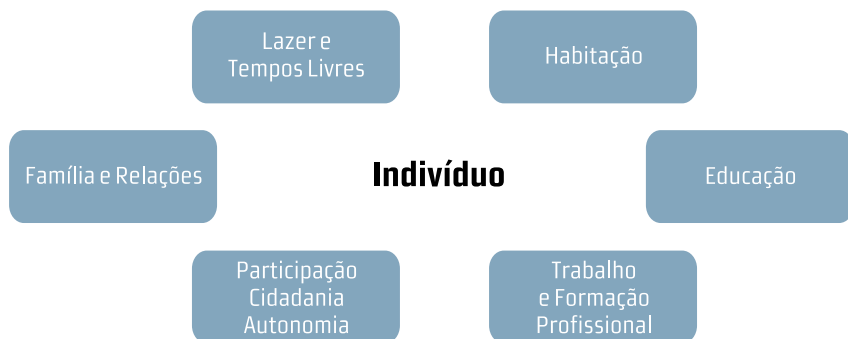 Lazer e
Tempos Livres
Habitação
Família e Relações
Indivíduo
Educação
Participação
Cidadania
Autonomia
Trabalho
e Formação
Profissional